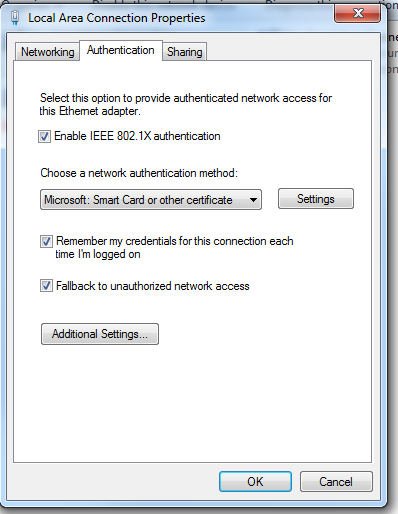 Local Area Connection Properties
Networking
Authentication
Sharing
Select this option to provide authenticated network access for
this Ethernet adapter.
Enable IEEE 802.1X authentication
Choose a network authentication method:
Microsoft: Smart Card or other certificate
Settings
Remember my credentials for this connection each
time I'm logged on
Fallback to unauthorized network access
Additional Settings...
OK
Cancel